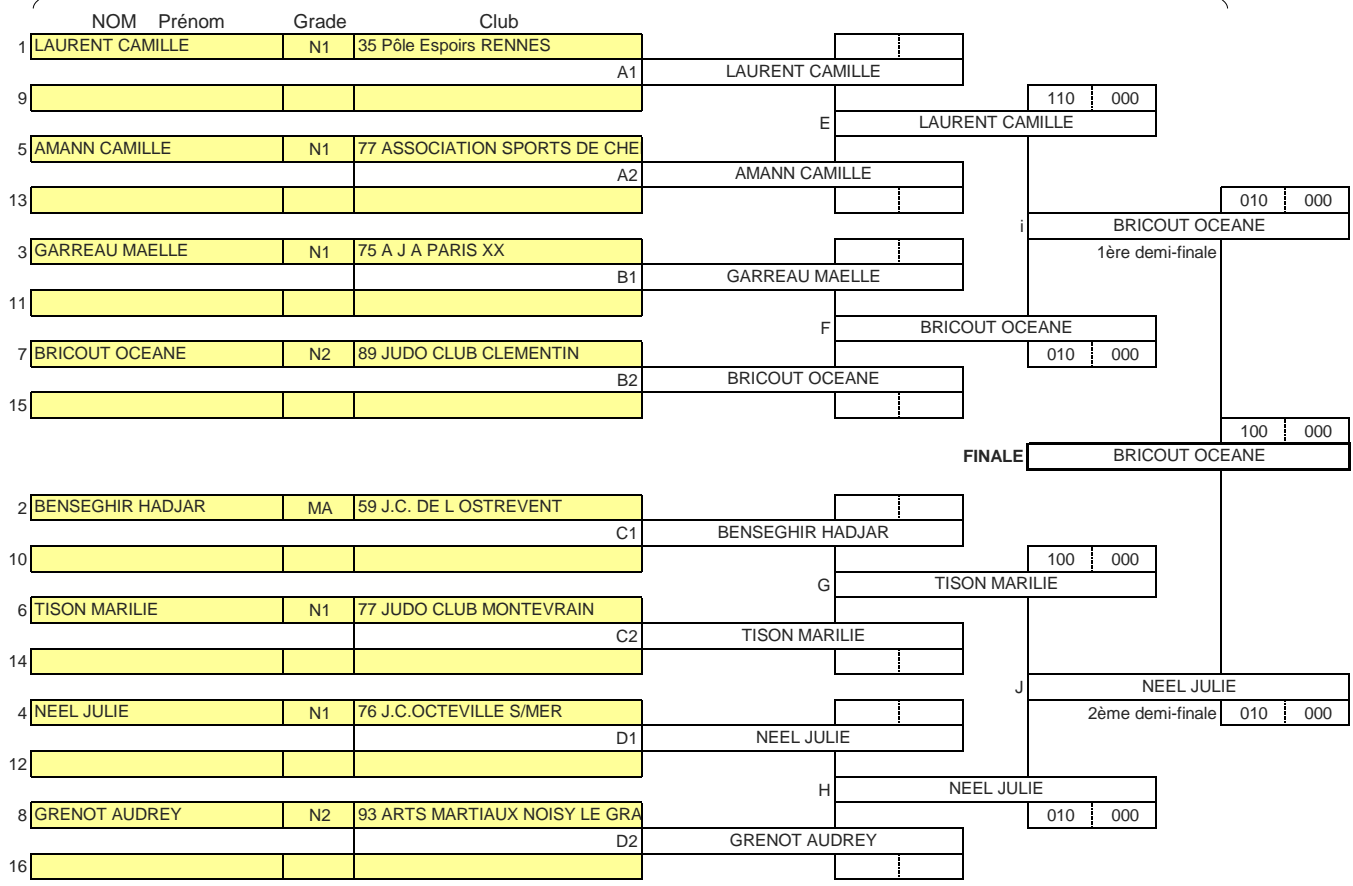 NOM Prénom Grade Club
1 LAURENT CAMILLE N1 35 Pôle Espoirs RENNES
A1 LAURENT CAMILLE
9 110 000
E LAURENT CAMILLE
5 AMANN CAMILLE N1 77 ASSOCIATION SPORTS DE CHE
A2 AMANN CAMILLE
13 010 000
i BRICOUT OCEANE
3 GARREAU MAELLE N1 75 A J A PARIS XX 1ère demi-finale
B1 GARREAU MAELLE
11
F BRICOUT OCEANE
7 BRICOUT OCEANE N2 89 JUDO CLUB CLEMENTIN 010 000
B2 BRICOUT OCEANE
15
100 000
FINALE BRICOUT OCEANE
2 BENSEGHIR HADJAR MA 59 J.C. DE L OSTREVENT
C1 BENSEGHIR HADJAR
10 100 000
G TISON MARILIE
6 TISON MARILIE N1 77 JUDO CLUB MONTEVRAIN
C2 TISON MARILIE
14
J NEEL JULIE
4 NEEL JULIE N1 76 J.C.OCTEVILLE S/MER 2ème demi-finale 010 000
D1 NEEL JULIE
12
H NEEL JULIE
8 GRENOT AUDREY N2 93 ARTS MARTIAUX NOISY LE GRA 010 000
D2 GRENOT AUDREY
16